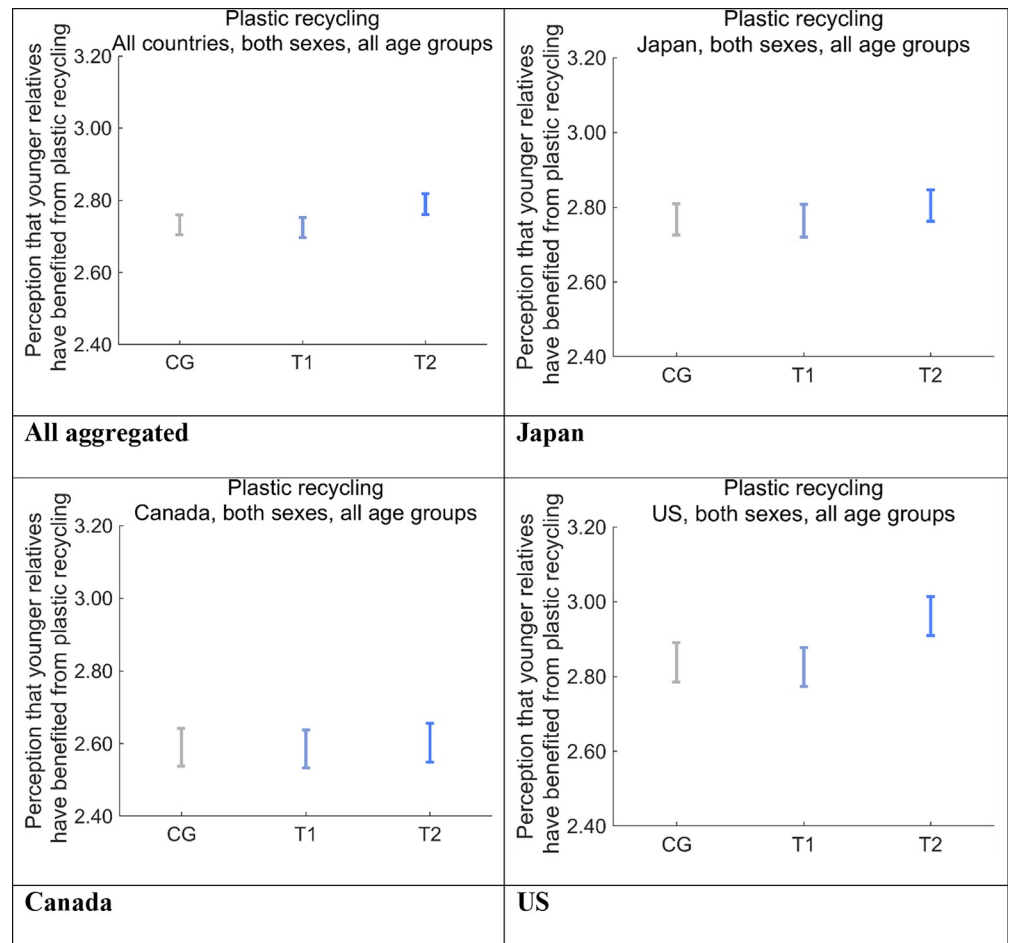 Plastic recycling
All countries, both sexes, all age groups
Perception that younger relatives
have benefited from plastic recycling
3.20
3.00
2.80
2.60
2.40
CG T1 T2
All aggregated
Plastic recycling
Japan, both sexes, all age groups
Perception that younger relatives
have benefited from plastic recycling
3.20
3.00
2.80
2.60
2.40
CG T1 T2
Japan
Plastic recycling
Canada, both sexes, all age groups
Perception that younger relatives
have benefited from plastic recycling
3.20
3.00
2.80
2.60
2.40
CG T1 T2
Canada
Plastic recycling
US, both sexes, all age groups
Perception that younger relatives
have benefited from plastic recycling
3.20
3.00
2.80
2.60
2.40
CG T1 T2
US